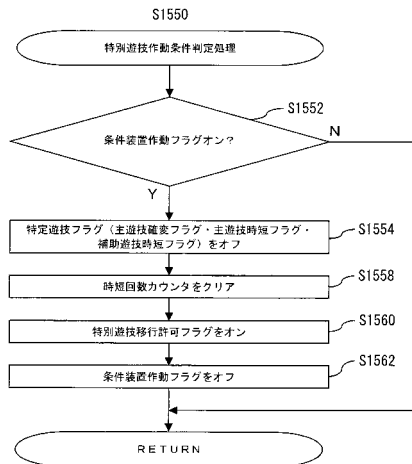 S1550
特別遊技作動条件判定処理
S1552
条件装置作動フラグオン？
N
Y
特定遊技フラグ（主遊技確変フラグ・主遊技時短フラグ・
補助遊技時短フラグ）をオフ
S1554
時短回数カウンタをクリア
S1558
特別遊技移行許可フラグをオン
S1560
条件装置作動フラグをオフ
S1562
RETURN